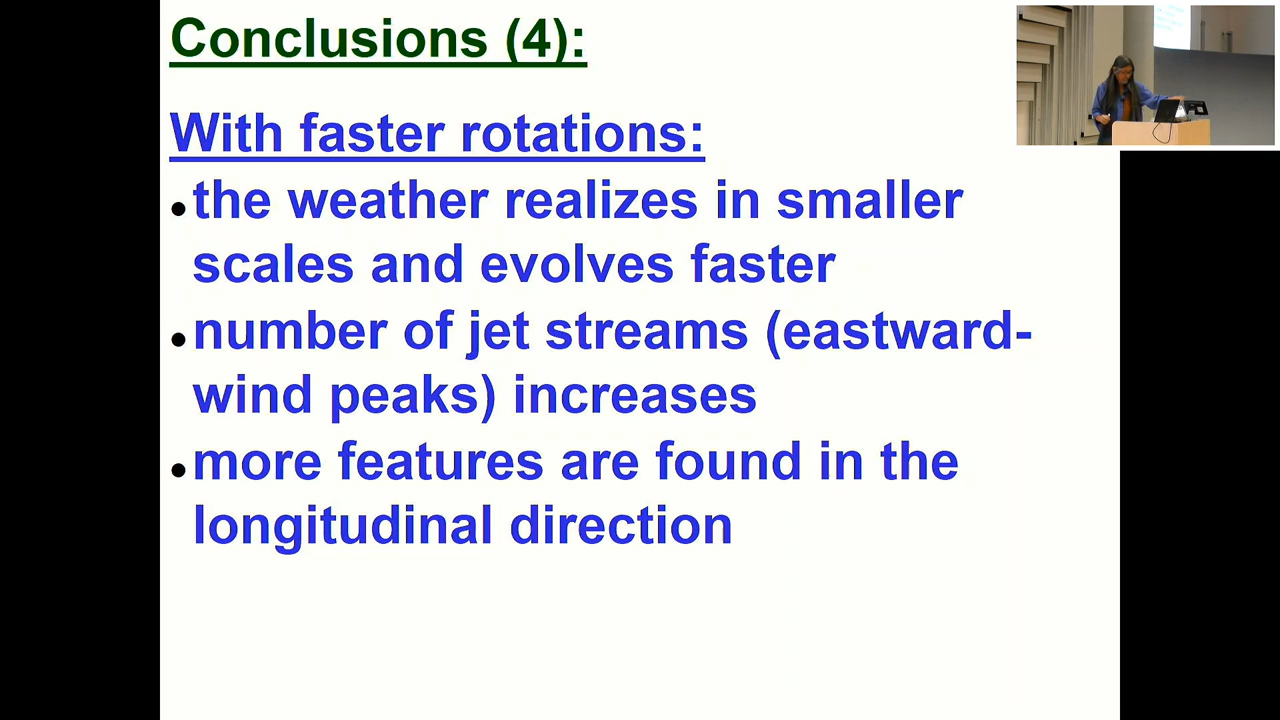 Conclusions (4):
With faster rotations:
•the weather realizes in smaller
scales and evolves faster
•number of jet streams (eastward-
wind peaks) increases
•more features are found in the
longitudinal direction